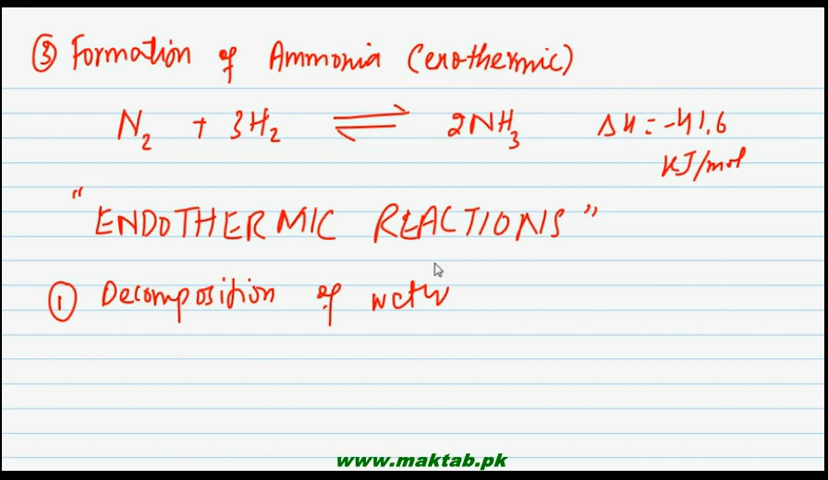 ③ Formation of Ammonia (exothermic)
N₂ + 3H₂ ⇌ 2NH₃ ΔH = -41.6
KJ/mol
"ENDOTHERMIC REACTIONS"
① Decomposition of water
www.maktab.pk